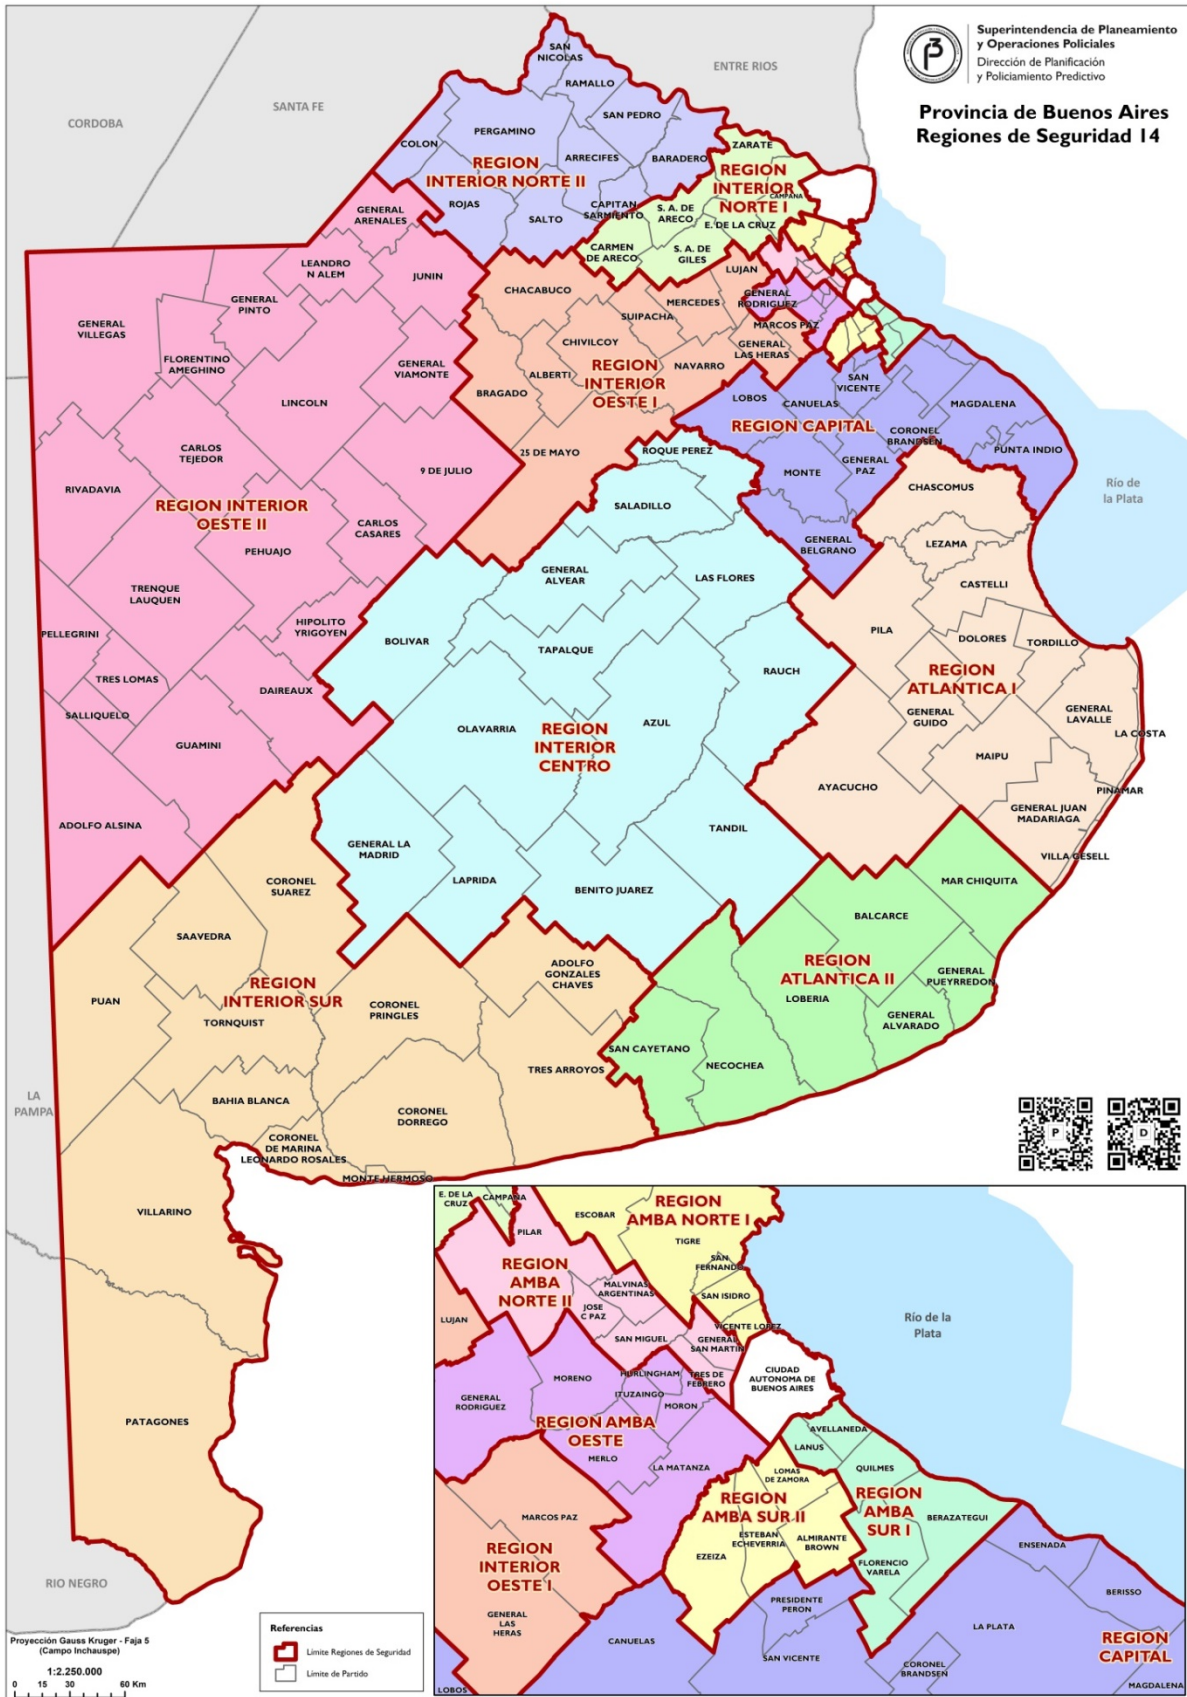 Superintendencia de Planeamiento
y Operaciones Policiales
Dirección de Planificación
y Policiamiento Predictivo
Provincia de Buenos Aires
Regiones de Seguridad 14
CORDOBA
SANTA FE
ENTRE RIOS
SAN
NICOLAS
RAMALLO
SAN PEDRO
COLON
PERGAMINO
ARRECIFES
BARADERO
REGION
INTERIOR NORTE II
ROJAS
SALTO
CAPITAN
SARMIENTO
ZARATE
REGION
INTERIOR
NORTE I
CAMPANA
S. A. DE
ARECO
E. DE LA CRUZ
CARMEN
DE ARECO
S. A. DE
GILES
GENERAL
ARENALES
LEANDRO
N ALEM
JUNIN
GENERAL
PINTO
GENERAL
VILLEGAS
FLORENTINO
AMEGHINO
GENERAL
VIAMONTE
LINCOLN
CARLOS
TEJEDOR
9 DE JULIO
RIVADAVIA
REGION INTERIOR
OESTE II
CARLOS
CASARES
PEHUAJO
TRENQUE
LAUQUEN
HIPOLITO
YRIGOYEN
PELLEGRINI
TRES LOMAS
DAIREAUX
SALLIQUELO
GUAMINI
ADOLFO ALSINA
CHACABUCO
LUJAN
MERCEDES
SUIPACHA
GENERAL
RODRIGUEZ
MARCOS PAZ
CHIVILCOY
GENERAL
LAS HERAS
ALBERTI
REGION
INTERIOR
OESTE I
NAVARRO
BRAGADO
25 DE MAYO
LOBOS
CANUELAS
SAN
VICENTE
MAGDALENA
REGION CAPITAL
CORONEL
BRANDSEN
PUNTA INDIO
MONTE
GENERAL
PAZ
GENERAL
BELGRANO
Río de
la Plata
ROQUE PEREZ
SALADILLO
GENERAL
ALVEAR
LAS FLORES
BOLIVAR
TAPALQUE
RAUCH
OLAVARRIA
AZUL
REGION
INTERIOR
CENTRO
TANDIL
GENERAL LA
MADRID
LAPRIDA
BENITO JUAREZ
CHASCOMUS
LEZAMA
CASTELLI
PILA
DOLORES
TORDILLO
REGION
ATLANTICA I
GENERAL
GUIDO
GENERAL
LAVALLE
LA COSTA
MAIPU
AYACUCHO
PINAMAR
GENERAL JUAN
MADARIAGA
VILLA GESELL
MAR CHIQUITA
BALCARCE
REGION
ATLANTICA II
GENERAL
PUEYRREDON
LOBERIA
GENERAL
ALVARADO
SAN CAYETANO
NECOCHEA
CORONEL
SUAREZ
SAAVEDRA
ADOLFO
GONZALES
CHAVES
PUAN
REGION
INTERIOR SUR
CORONEL
PRINGLES
TORNQUIST
TRES ARROYOS
BAHIA BLANCA
CORONEL
DORREGO
CORONEL
DE MARINA
LEONARDO ROSALES
MONTE HERMOSO
LA
PAMPA
VILLARINO
PATAGONES
RIO NEGRO
P
D
E. DE LA
CRUZ
CAMPANA
ESCOBAR
REGION
AMBA NORTE I
PILAR
TIGRE
SAN
FERNANDO
REGION
AMBA
NORTE II
MALVINAS
ARGENTINAS
SAN ISIDRO
JOSE
C PAZ
VICENTE LOPEZ
LUJAN
SAN MIGUEL
GENERAL
SAN MARTIN
Río de la
Plata
MORENO
HURLINGHAM
TRES DE
FEBRERO
CIUDAD
AUTONOMA DE
BUENOS AIRES
GENERAL
RODRIGUEZ
ITUZAINGO
MORON
REGION AMBA
OESTE
AVELLANEDA
LANUS
MERLO
LA MATANZA
LOMAS
DE ZAMORA
QUILMES
REGION
AMBA SUR II
REGION
AMBA
SUR I
MARCOS PAZ
BERAZATEGUI
ESTEBAN
ECHEVERRIA
ALMIRANTE
BROWN
REGION
INTERIOR
OESTE I
EZEIZA
FLORENCIO
VARELA
ENSENADA
BERISSO
PRESIDENTE
PERON
GENERAL
LAS
HERAS
CANUELAS
LA PLATA
SAN VICENTE
REGION
CAPITAL
CORONEL
BRANDSEN
LOBOS
MAGDALENA
Referencias
Límite Regiones de Seguridad
Límite de Partido
Proyección Gauss Kruger - Faja 5
(Campo Inchauspe)
1:2.250.000
0 15 30 60 Km